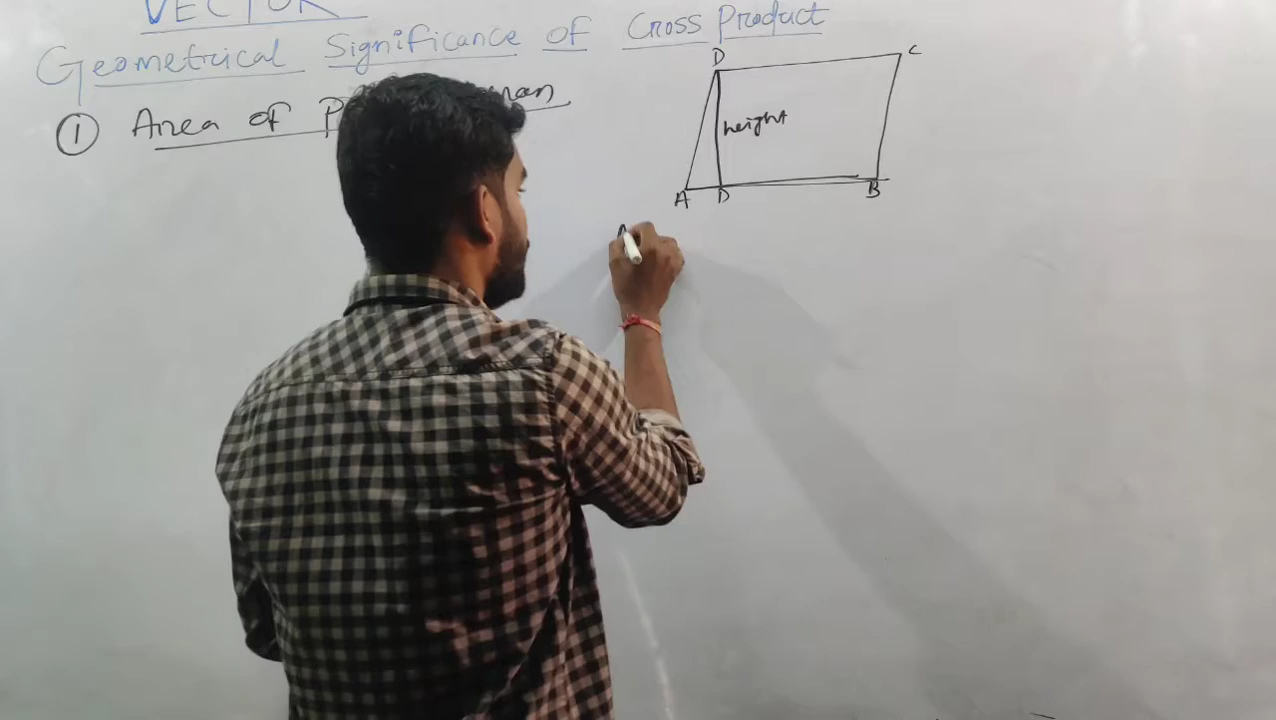 VECTOR
Geometrical Significance of Cross Product
① Area of
D C
height
A D B